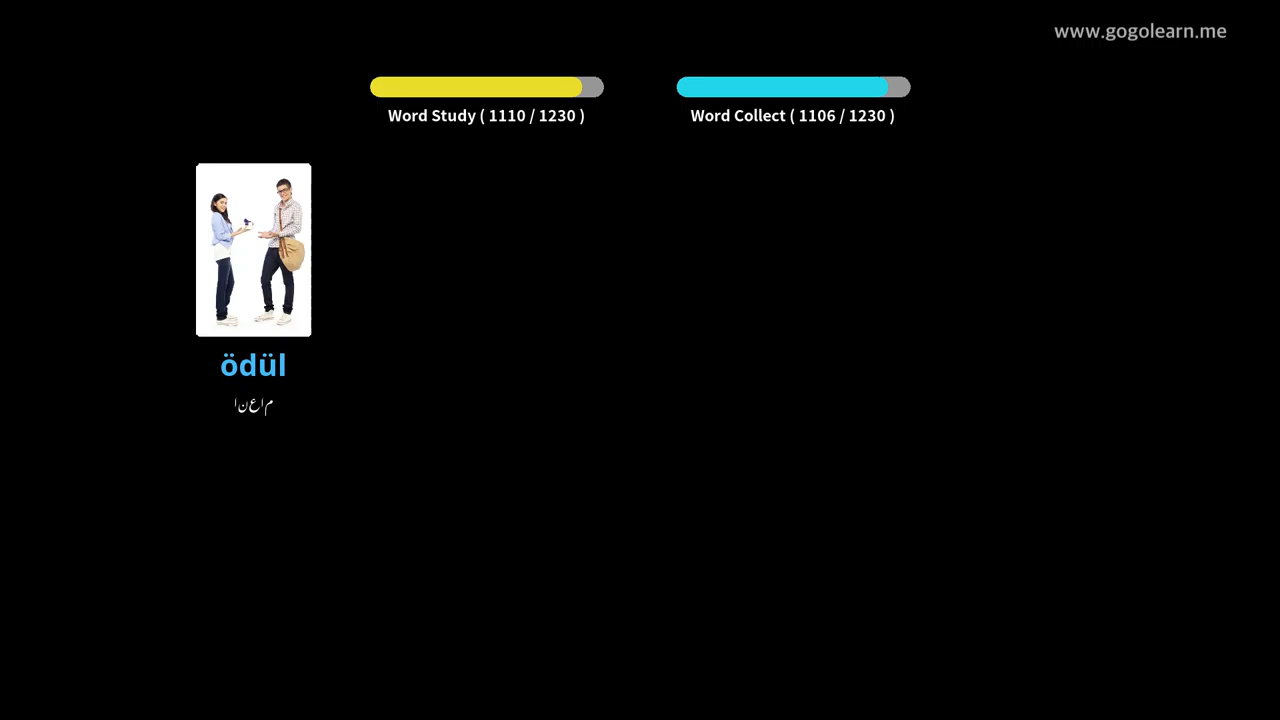 www.gogolearn.me
Word Study ( 1110 / 1230 )
Word Collect ( 1106 / 1230 )
ödül
انعام